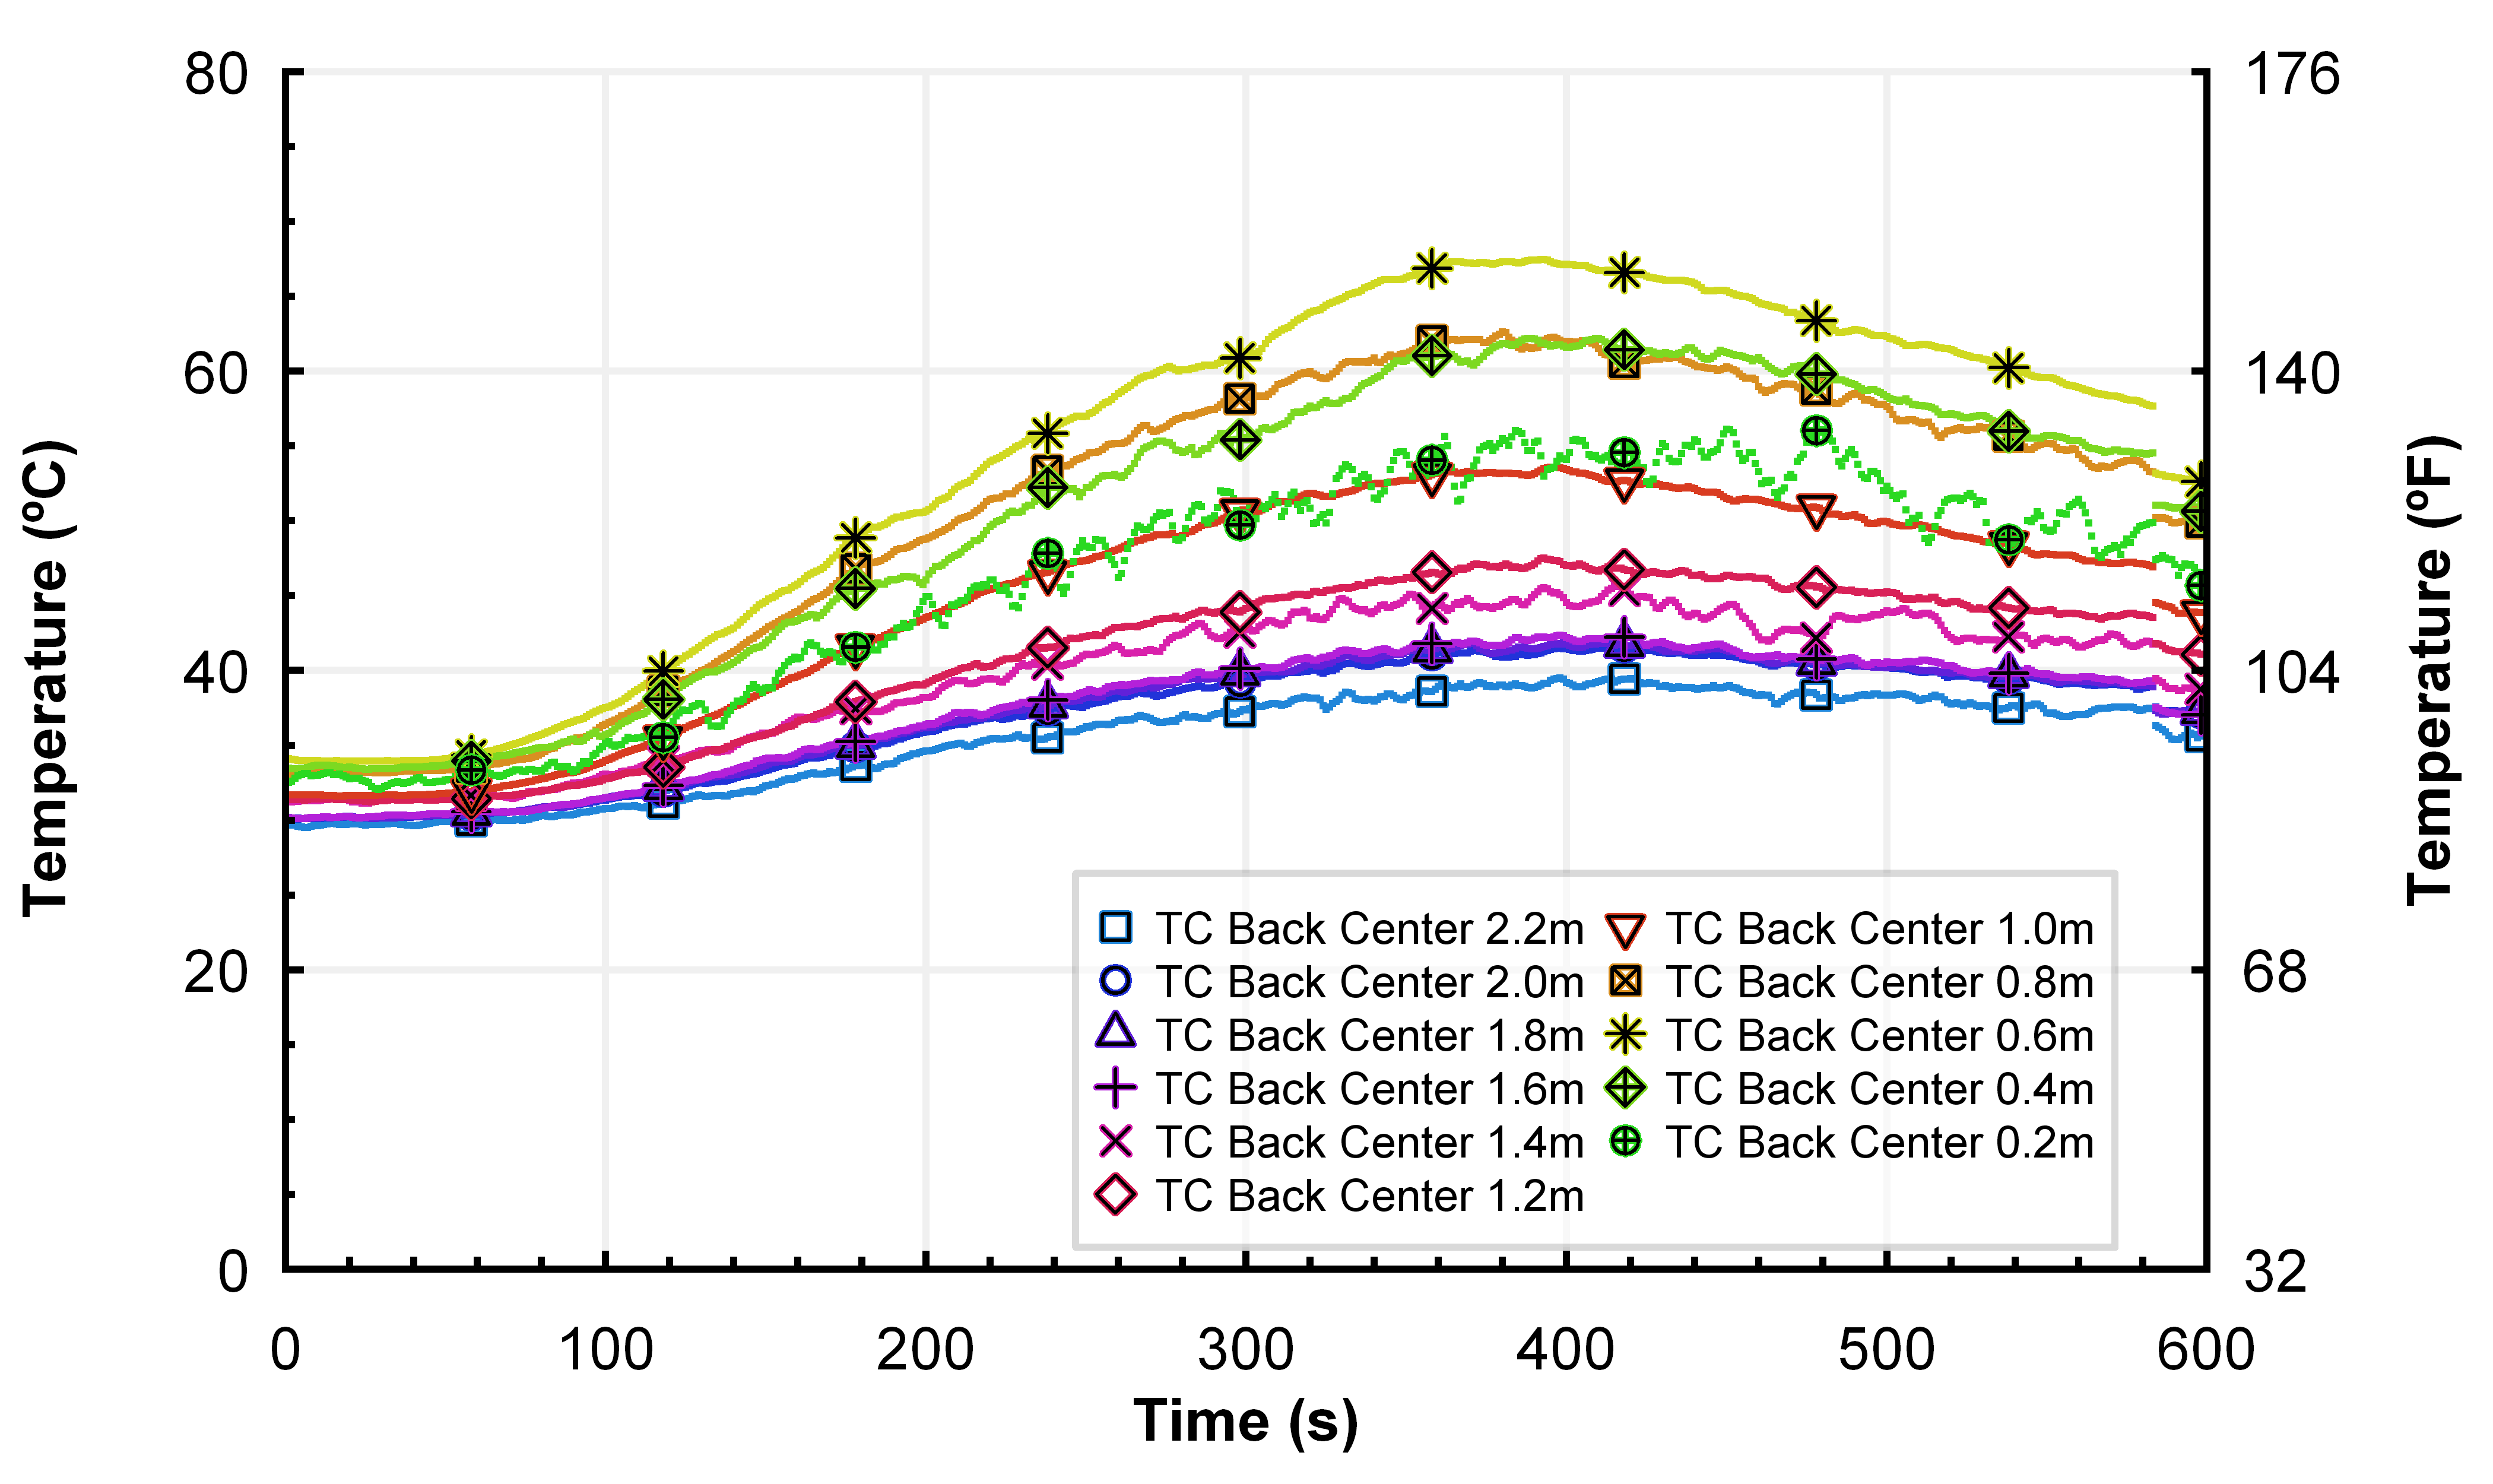 80
60
40
20
0
176
140
104
68
32
0 100 200 300 400 500 600
Temperature (ºC)
Temperature (ºF)
Time (s)
TC Back Center 2.2m
TC Back Center 2.0m
TC Back Center 1.8m
TC Back Center 1.6m
TC Back Center 1.4m
TC Back Center 1.2m
TC Back Center 1.0m
TC Back Center 0.8m
TC Back Center 0.6m
TC Back Center 0.4m
TC Back Center 0.2m